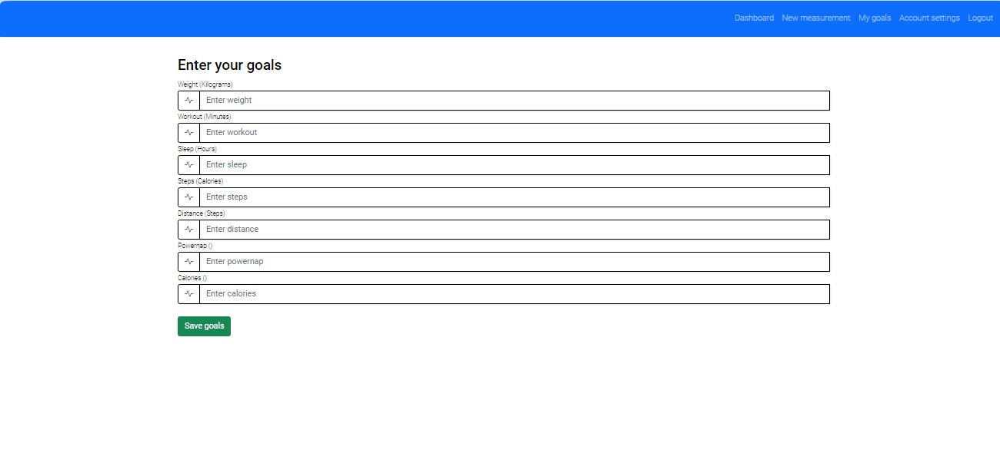 Dashboard New measurement My goals Account settings Logout
Enter your goals
Weight (Kilograms)
Enter weight
Workout (Minutes)
Enter workout
Sleep (Hours)
Enter sleep
Steps (Calories)
Enter steps
Distance (Steps)
Enter distance
Powernap ()
Enter powernap
Calories ()
Enter calories
Save goals